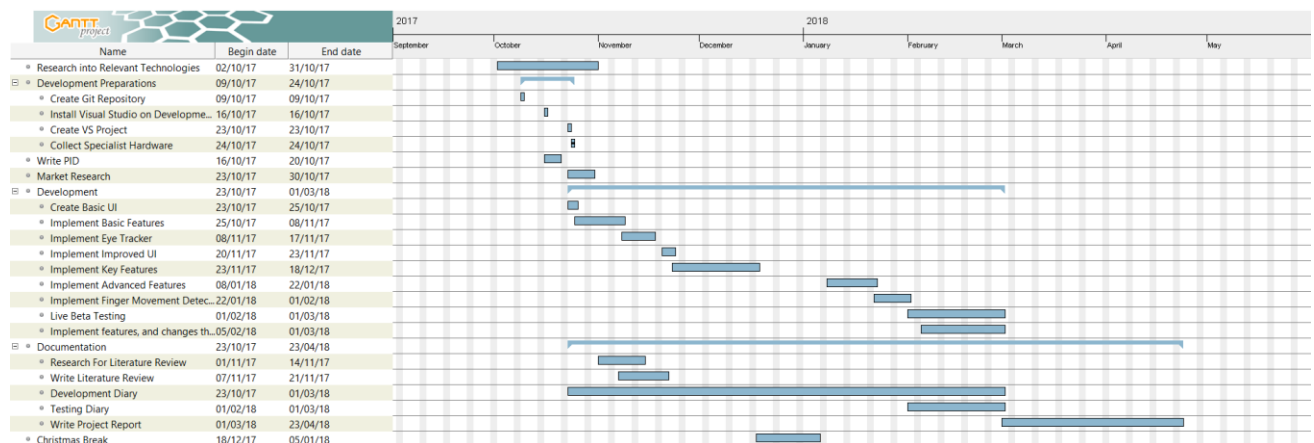 GANTT
project
2017
2018
Name Begin date End date
September October November December January February March April May
Research into Relevant Technologies 02/10/17 31/10/17
Development Preparations 09/10/17 24/10/17
Create Git Repository 09/10/17 09/10/17
Install Visual Studio on Developme... 16/10/17 16/10/17
Create VS Project 23/10/17 23/10/17
Collect Specialist Hardware 24/10/17 24/10/17
Write PID 16/10/17 20/10/17
Market Research 23/10/17 30/10/17
Development 23/10/17 01/03/18
Create Basic UI 23/10/17 25/10/17
Implement Basic Features 25/10/17 08/11/17
Implement Eye Tracker 08/11/17 17/11/17
Implement Improved UI 20/11/17 23/11/17
Implement Key Features 23/11/17 18/12/17
Implement Advanced Features 08/01/18 22/01/18
Implement Finger Movement Detec... 22/01/18 01/02/18
Live Beta Testing 01/02/18 01/03/18
Implement features, and changes th... 05/02/18 01/03/18
Documentation 23/10/17 23/04/18
Research For Literature Review 01/11/17 14/11/17
Write Literature Review 07/11/17 21/11/17
Development Diary 23/10/17 01/03/18
Testing Diary 01/02/18 01/03/18
Write Project Report 01/03/18 23/04/18
Christmas Break 18/12/17 05/01/18